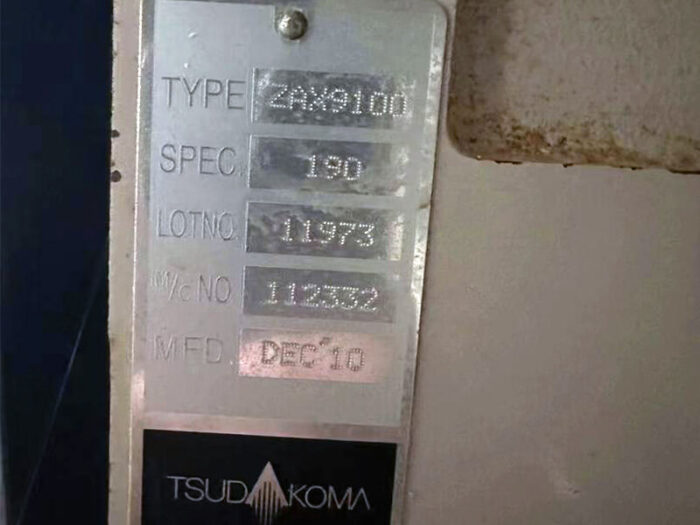 TYPE ZAX9100
SPEC. 190
LOTNO. 11973
M/C NO 112332
MFD DEC'10
TSUDAKOMA